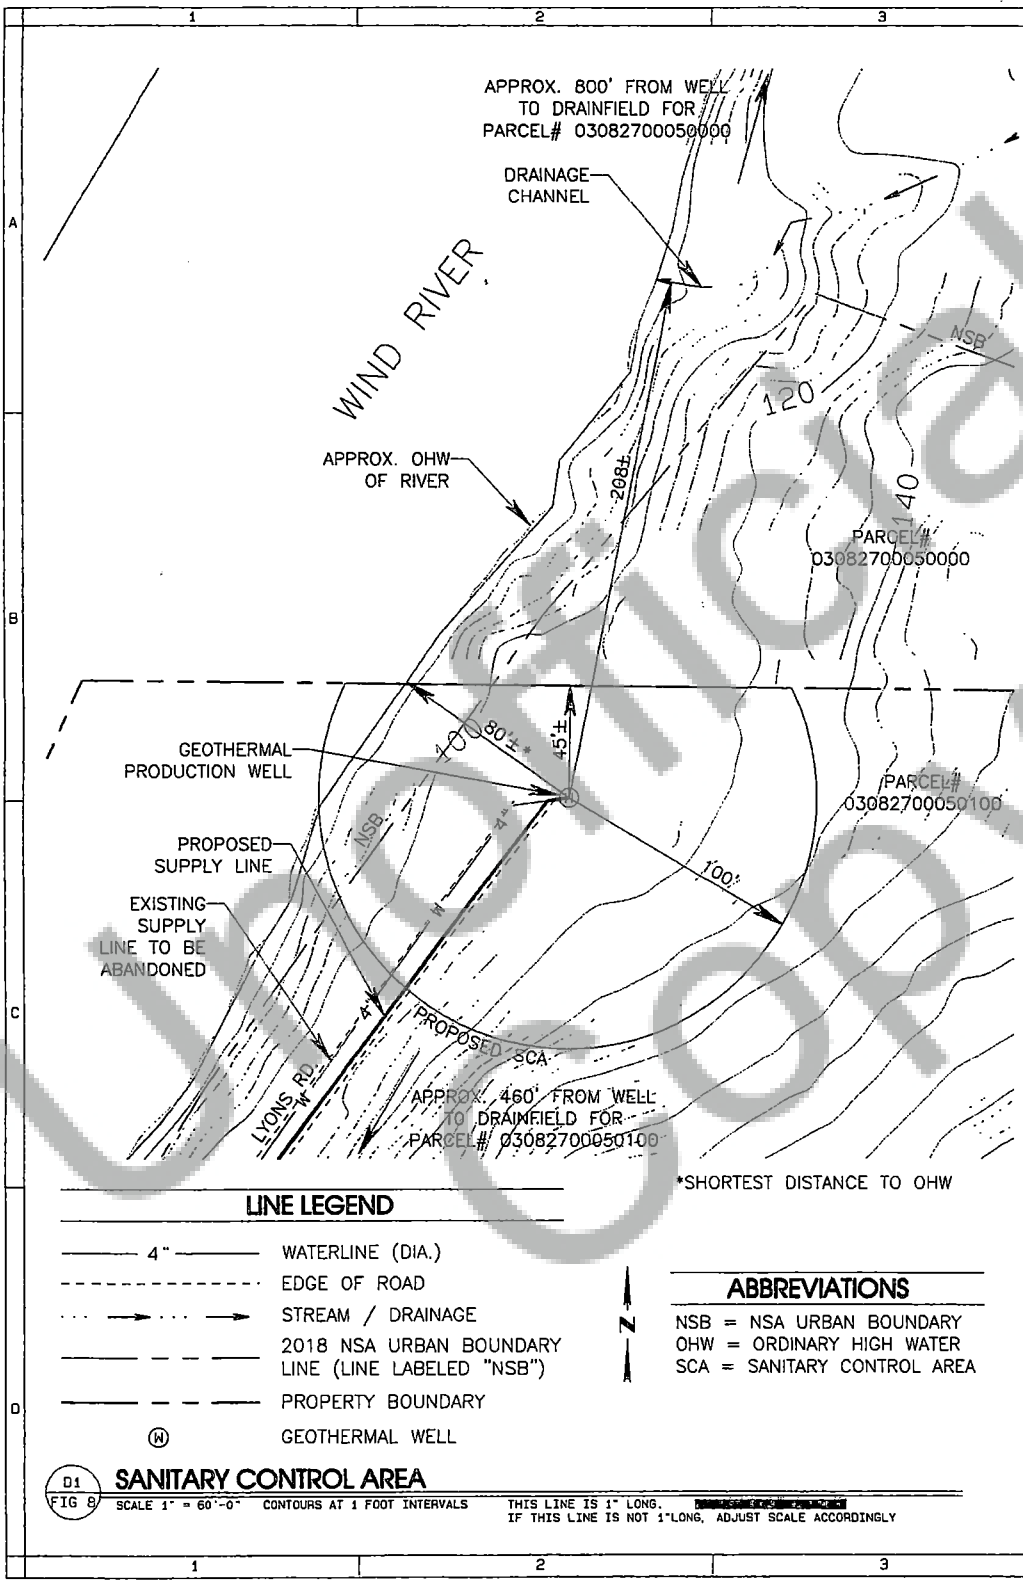 1 2 3
APPROX. 800' FROM WELL
TO DRAINFIELD FOR
PARCEL# 03082700050000
DRAINAGE
CHANNEL
A
WIND RIVER
NSB
120
APPROX. OHW
OF RIVER
208±
140
PARCEL#
03082700050000
B
100
80'±*
45'±
GEOTHERMAL
PRODUCTION WELL
PARCEL#
03082700050100
4"
NSB
PROPOSED
SUPPLY LINE
100'
EXISTING
SUPPLY
LINE TO BE
ABANDONED
W
4"
C
PROPOSED SCA
LYONS RD.
W
APPROX. 460' FROM WELL
TO DRAINFIELD FOR
PARCEL# 03082700050100
*SHORTEST DISTANCE TO OHW
LINE LEGEND
4" WATERLINE (DIA.)
EDGE OF ROAD
STREAM / DRAINAGE
2018 NSA URBAN BOUNDARY
LINE (LINE LABELED "NSB")
PROPERTY BOUNDARY
W GEOTHERMAL WELL
N
ABBREVIATIONS
NSB = NSA URBAN BOUNDARY
OHW = ORDINARY HIGH WATER
SCA = SANITARY CONTROL AREA
D
D1
FIG 8
SANITARY CONTROL AREA
SCALE 1" = 60'-0" CONTOURS AT 1 FOOT INTERVALS
THIS LINE IS 1" LONG.
IF THIS LINE IS NOT 1"LONG, ADJUST SCALE ACCORDINGLY
1 2 3
Unofficial
Copy